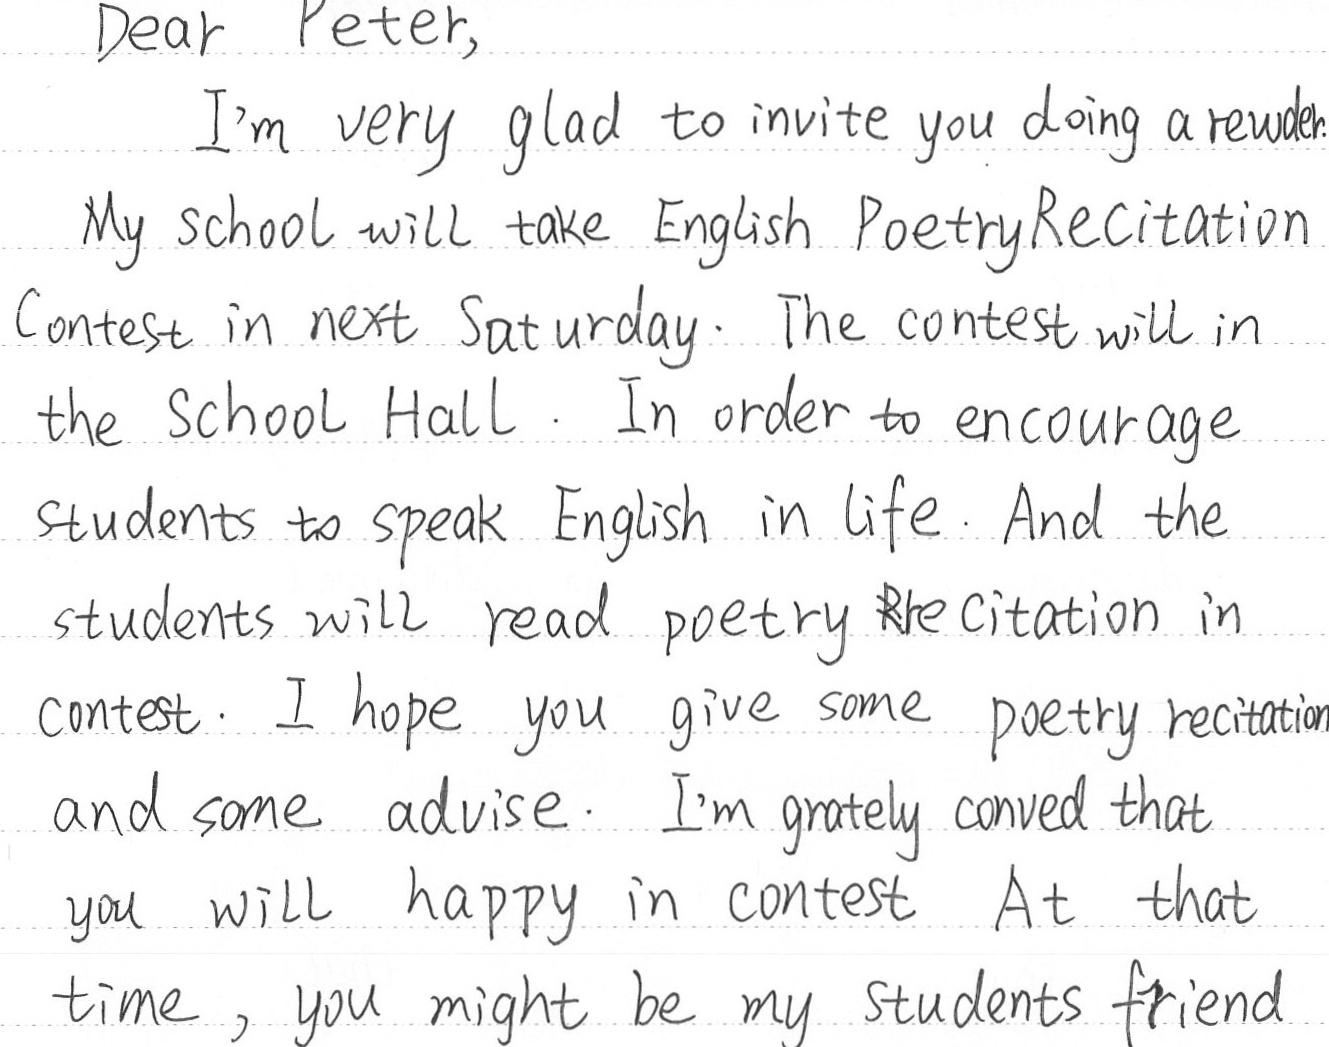 Dear Peter,
I'm very glad to invite you doing a rewder.
My school will take English Poetry Recitation
Contest in next Saturday. The contest will in
the School Hall. In order to encourage
students to speak English in life. And the
students will read poetry Recitation in
contest. I hope you give some poetry recitation
and some advise. I'm grately conved that
you will happy in contest At that
time, you might be my students friend